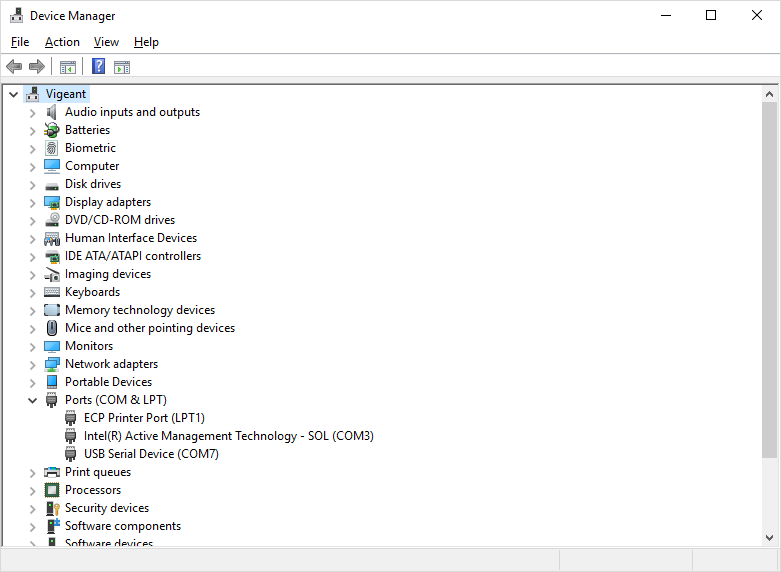 Device Manager
File Action View Help
Vigeant
Audio inputs and outputs
Batteries
Biometric
Computer
Disk drives
Display adapters
DVD/CD-ROM drives
Human Interface Devices
IDE ATA/ATAPI controllers
Imaging devices
Keyboards
Memory technology devices
Mice and other pointing devices
Monitors
Network adapters
Portable Devices
Ports (COM & LPT)
ECP Printer Port (LPT1)
Intel(R) Active Management Technology - SOL (COM3)
USB Serial Device (COM7)
Print queues
Processors
Security devices
Software components
Software devices